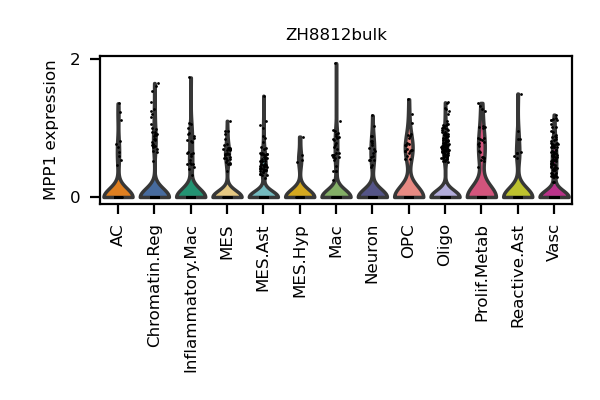 ZH8812bulk
MPP1 expression
2
0
AC
Chromatin.Reg
Inflammatory.Mac
MES
MES.Ast
MES.Hyp
Mac
Neuron
OPC
Oligo
Prolif.Metab
Reactive.Ast
Vasc